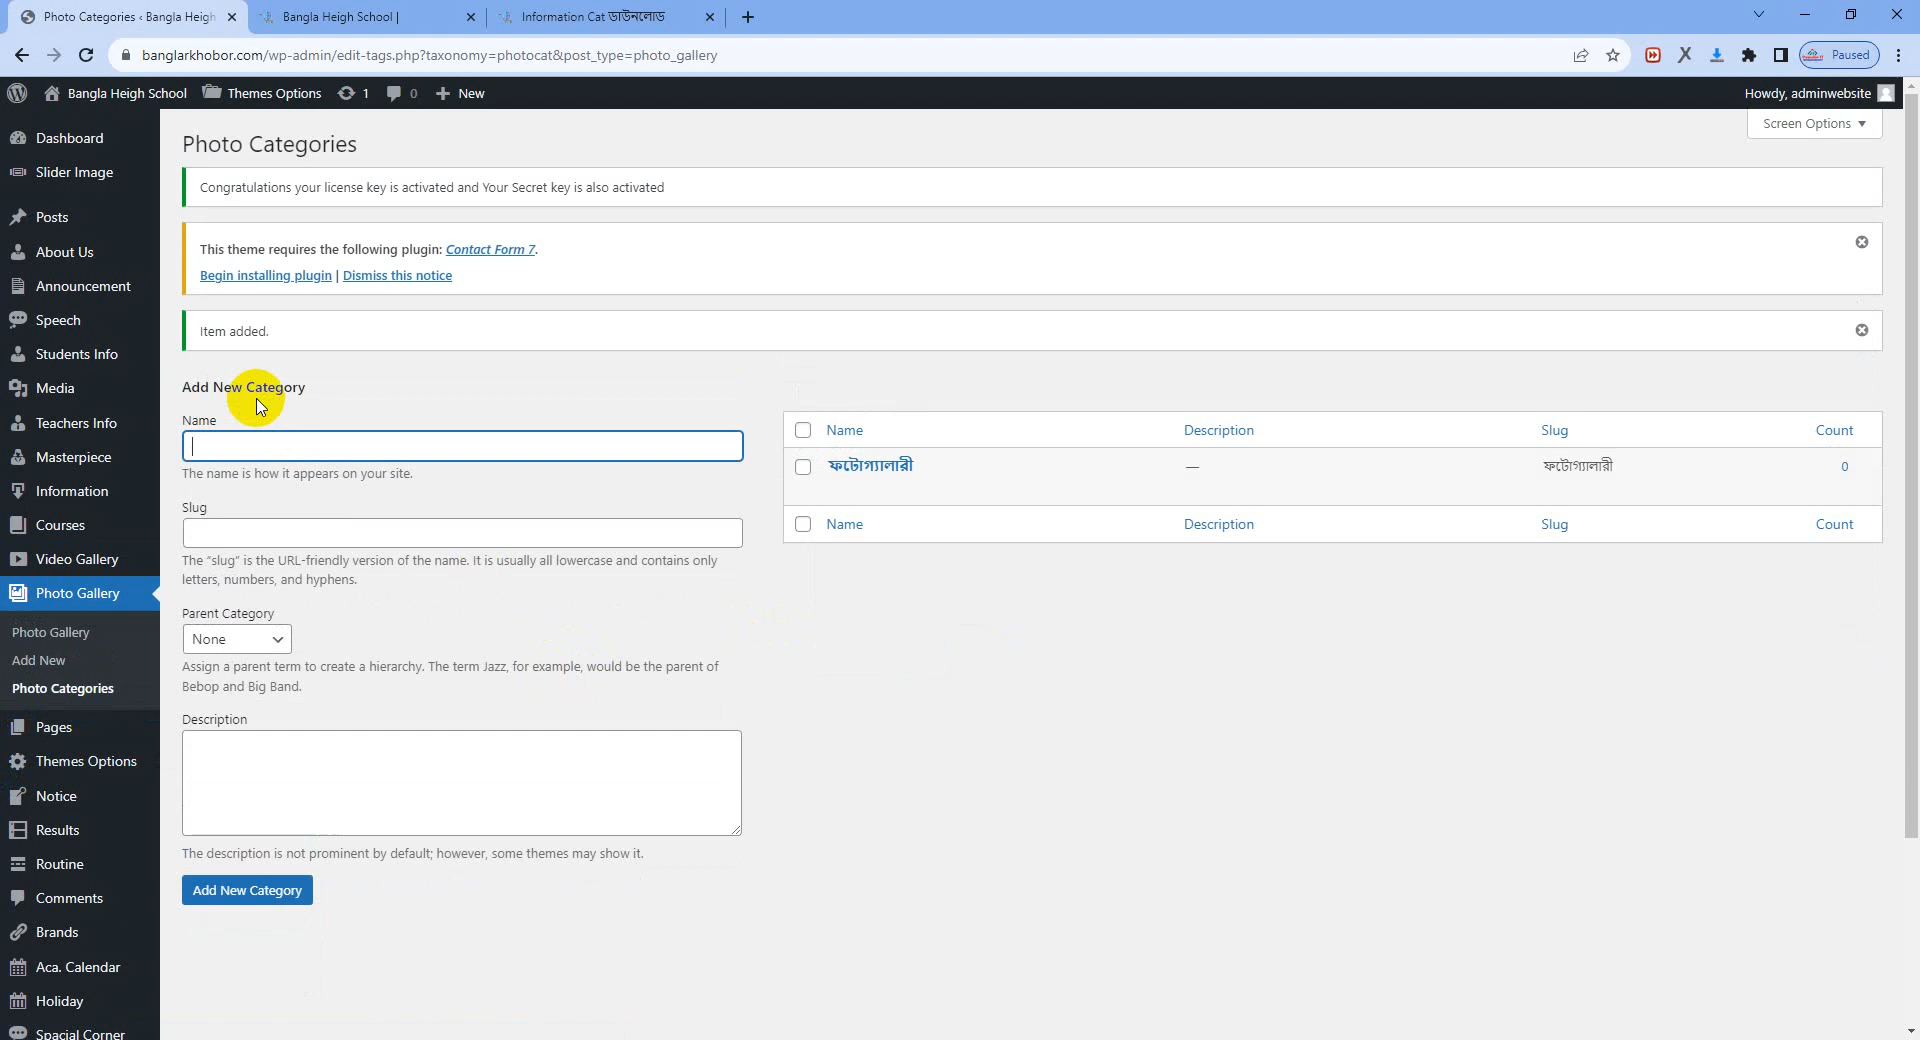 Photo Categories ‹ Bangla Heigh
Bangla Heigh School |
Information Cat ডাউনলোড
banglarkhobor.com/wp-admin/edit-tags.php?taxonomy=photocat&post_type=photo_gallery
Paused
Bangla Heigh School
Themes Options
1
0
New
Howdy, adminwebsite
Screen Options
Dashboard
Slider Image
Posts
About Us
Announcement
Speech
Students Info
Media
Teachers Info
Masterpiece
Information
Courses
Video Gallery
Photo Gallery
Photo Gallery
Add New
Photo Categories
Pages
Themes Options
Notice
Results
Routine
Comments
Brands
Aca. Calendar
Holiday
Spacial Corner
Photo Categories
Congratulations your license key is activated and Your Secret key is also activated
This theme requires the following plugin: Contact Form 7.
Begin installing plugin | Dismiss this notice
Item added.
Add New Category
Name
The name is how it appears on your site.
Slug
The “slug” is the URL-friendly version of the name. It is usually all lowercase and contains only
letters, numbers, and hyphens.
Parent Category
None
Assign a parent term to create a hierarchy. The term Jazz, for example, would be the parent of
Bebop and Big Band.
Description
The description is not prominent by default; however, some themes may show it.
Add New Category
Name Description Slug Count
ফটোগ্যালারী — ফটোগ্যালারী 0
Name Description Slug Count